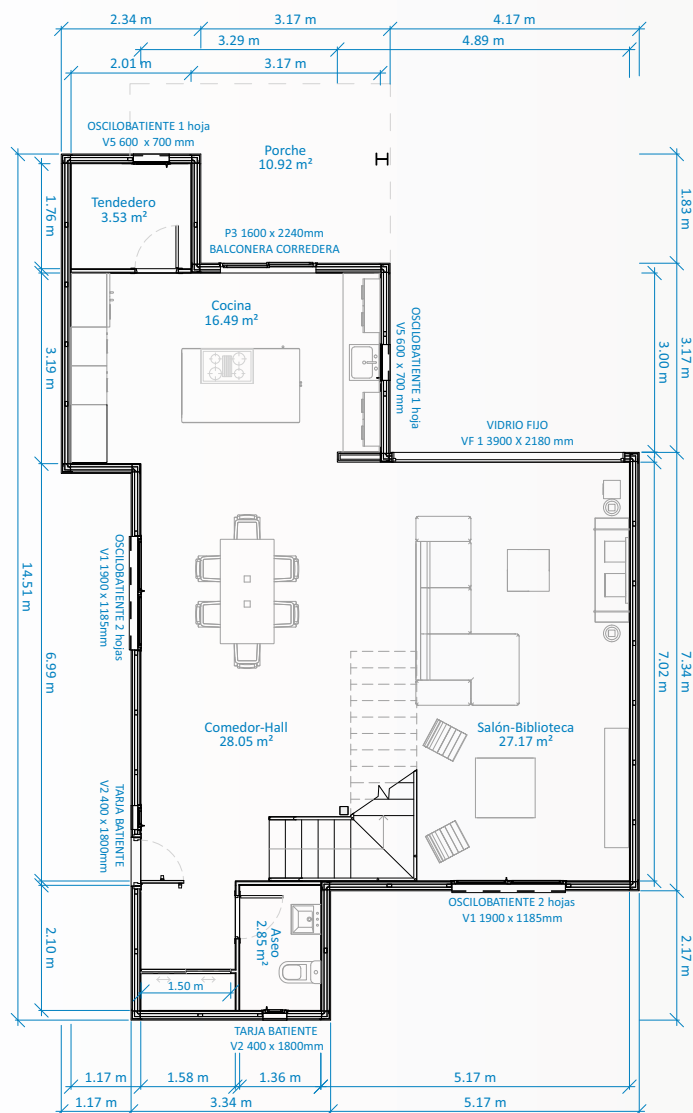 2.34 m
3.17 m
4.17 m
3.29 m
4.89 m
2.01 m
3.17 m
OSCILOBATIENTE 1 hoja
V5 600 x 700 mm
Porche
10.92 m²
1.76 m
Tendedero
3.53 m²
1.83 m
P3 1600 x 2240mm
BALCONERA CORREDERA
Cocina
16.49 m²
OSCILOBATIENTE 1 hoja
V5 600 x 700 mm
3.19 m
3.00 m
3.17 m
VIDRIO FIJO
VF 1 3900 X 2180 mm
14.51 m
OSCILOBATIENTE 2 hojas
V1 1900 x 1185mm
6.99 m
7.02 m
7.34 m
Comedor-Hall
28.05 m²
Salón-Biblioteca
27.17 m²
TARJA BATIENTE
V2 400 x 1800mm
OSCILOBATIENTE 2 hojas
V1 1900 x 1185mm
2.10 m
Aseo
2.85 m²
2.17 m
1.50 m
TARJA BATIENTE
V2 400 x 1800mm
1.17 m
1.58 m
1.36 m
5.17 m
1.17 m
3.34 m
5.17 m